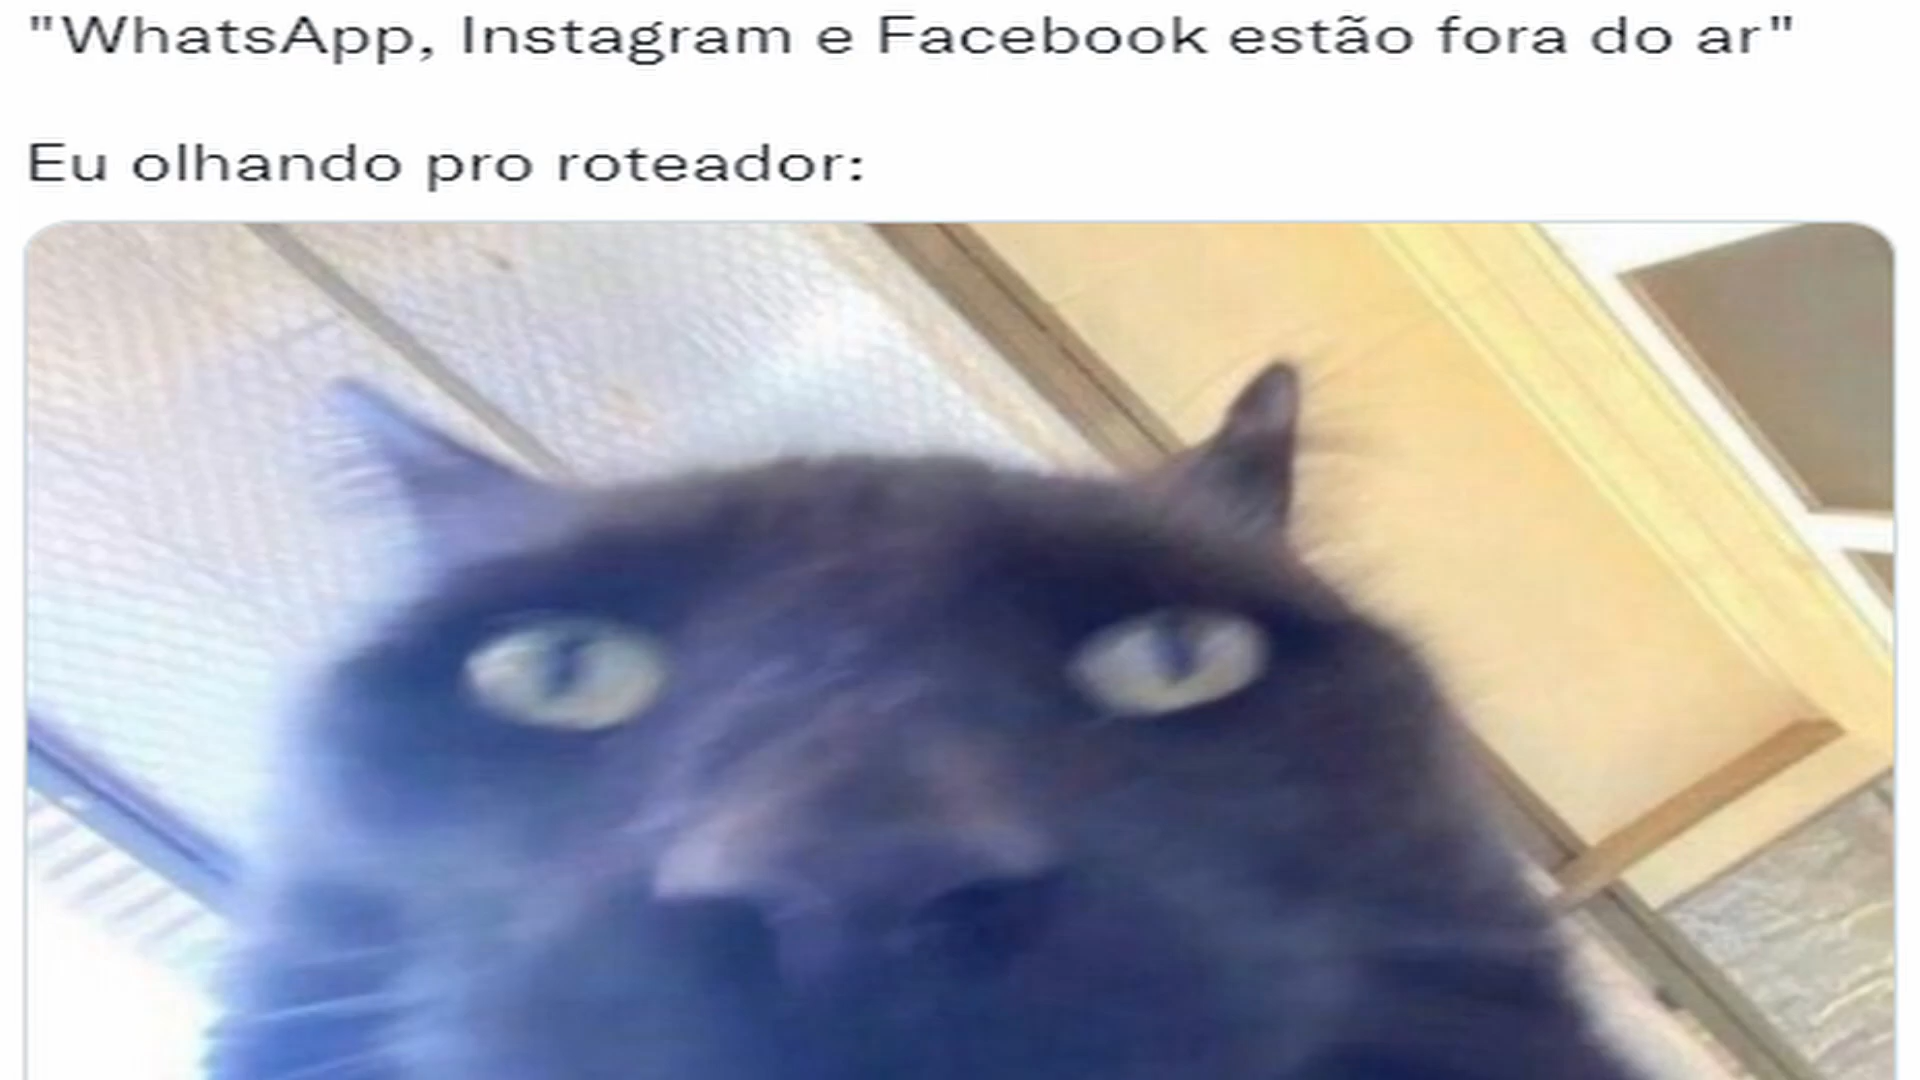 "WhatsApp, Instagram e Facebook estão fora do ar"
Eu olhando pro roteador: